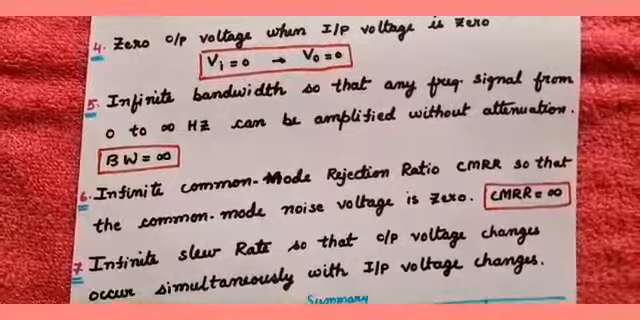 4. Zero O/P voltage when I/P voltage is zero
Vi = 0 → Vo = 0
5. Infinite bandwidth so that any freq. signal from
0 to ∞ HZ can be amplified without attenuation.
BW = ∞
6. Infinite common-Mode Rejection Ratio CMRR so that
the common-mode noise voltage is zero. CMRR = ∞
7. Infinite slew Rate so that O/P voltage changes
occur simultaneously with I/P voltage changes.
Summary